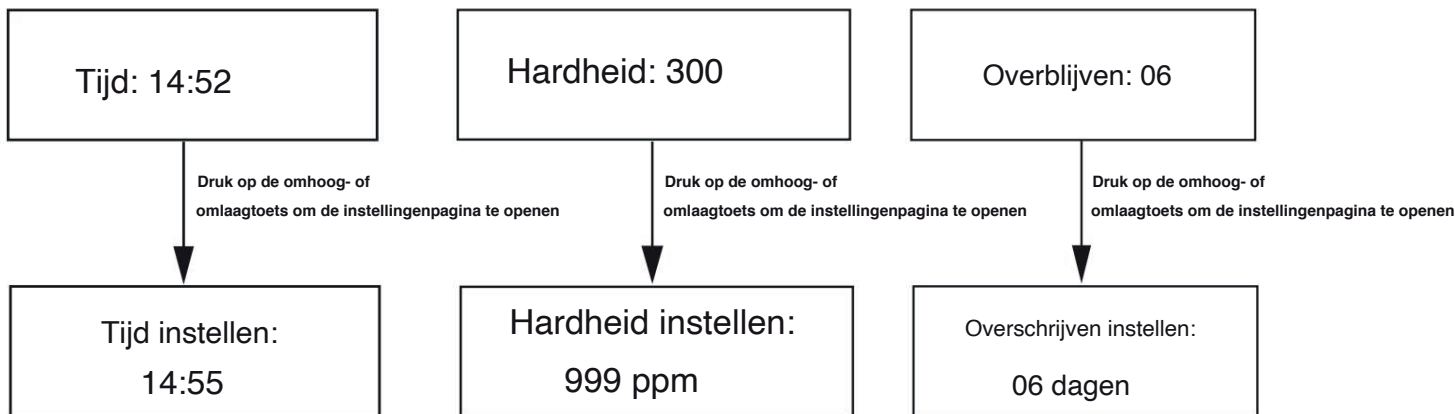 Tijd: 14:52
Hardheid: 300
Overblijven: 06
Druk op de omhoog- of
omlaagtoets om de instellingenpagina te openen
Druk op de omhoog- of
omlaagtoets om de instellingenpagina te openen
Druk op de omhoog- of
omlaagtoets om de instellingenpagina te openen
Tijd instellen:
14:55
Hardheid instellen:
999 ppm
Overschrijven instellen:
06 dagen